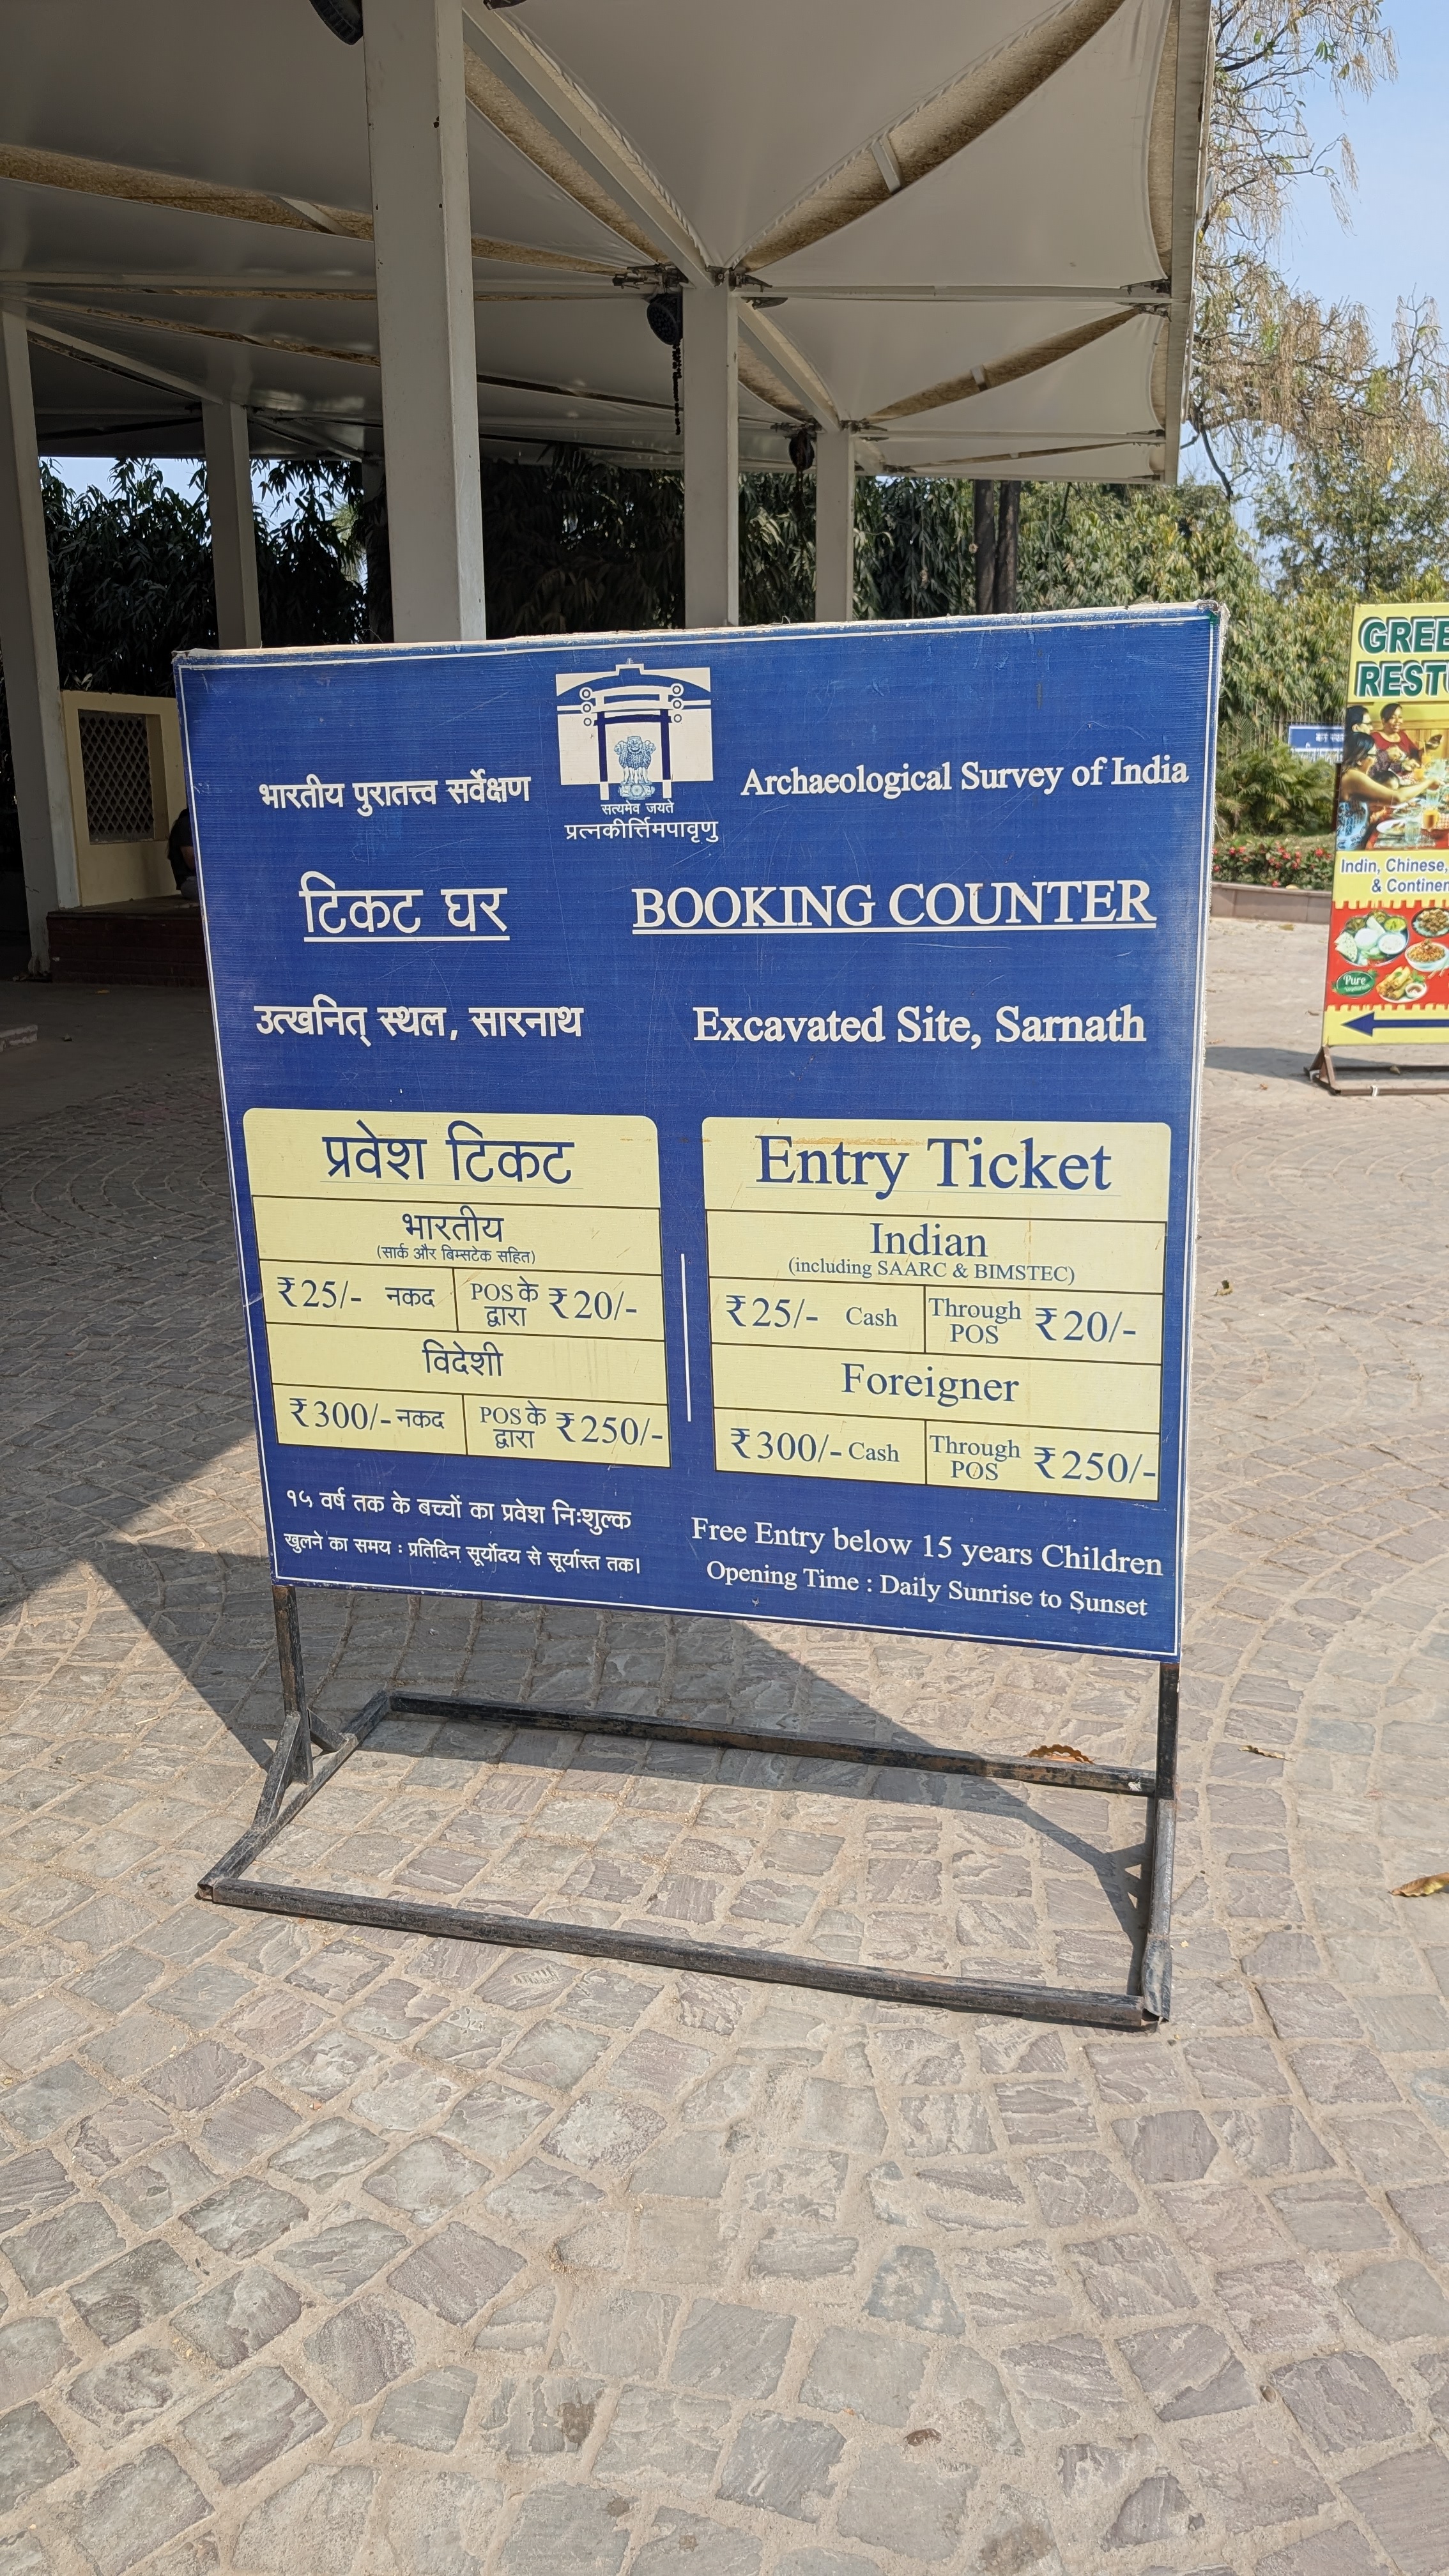 भारतीय पुरातत्त्व सर्वेक्षण
सत्यमेव जयते
प्रत्नकीर्त्तिमपावृणु
Archaeological Survey of India
टिकट घर
BOOKING COUNTER
उत्खनित् स्थल, सारनाथ
Excavated Site, Sarnath
प्रवेश टिकट
भारतीय
(सार्क और बिम्सटेक सहित)
₹25/- नकद POS के द्वारा ₹20/-
विदेशी
₹300/- नकद POS के द्वारा ₹250/-
Entry Ticket
Indian
(including SAARC & BIMSTEC)
₹25/- Cash Through POS ₹20/-
Foreigner
₹300/- Cash Through POS ₹250/-
१५ वर्ष तक के बच्चों का प्रवेश निःशुल्क
खुलने का समय : प्रतिदिन सूर्योदय से सूर्यास्त तक।
Free Entry below 15 years Children
Opening Time : Daily Sunrise to Sunset
GREE
REST
Indin, Chinese,
& Continen
Pure